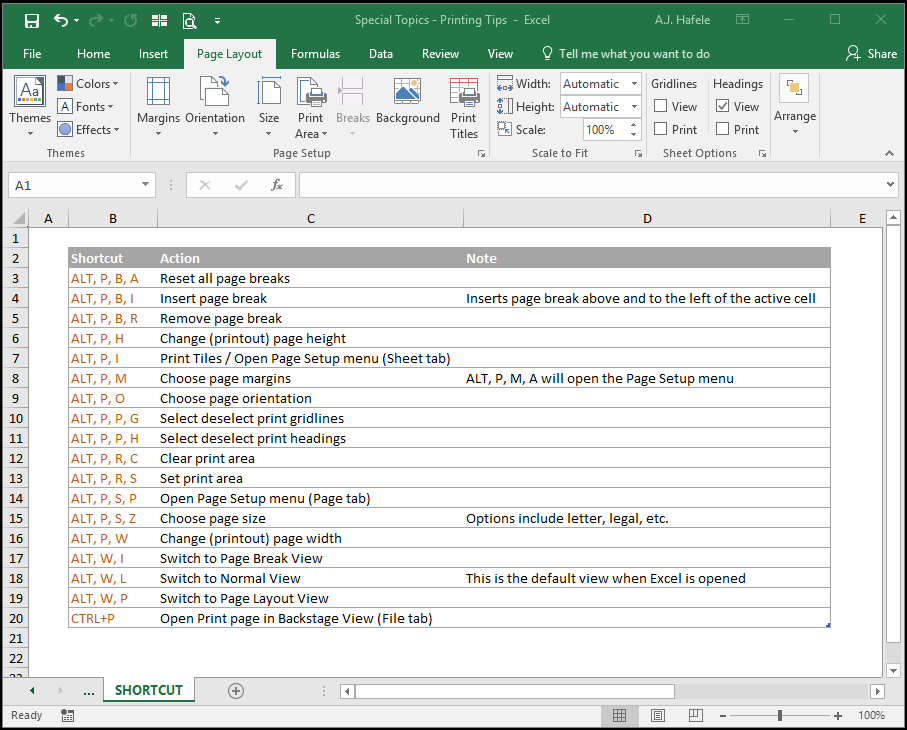 Special Topics - Printing Tips - Excel A.J. Hafele
File Home Insert Page Layout Formulas Data Review View Tell me what you want to do Share
Themes Colors Fonts Effects
Margins Orientation Size Print Area Breaks Background Print Titles
Width: Automatic
Height: Automatic
Scale: 100%
Gridlines View Print
Headings View Print
Arrange
Themes Page Setup Scale to Fit Sheet Options
A1 fx
A B C D E
1
2 Shortcut Action Note
3 ALT, P, B, A Reset all page breaks
4 ALT, P, B, I Insert page break Inserts page break above and to the left of the active cell
5 ALT, P, B, R Remove page break
6 ALT, P, H Change (printout) page height
7 ALT, P, I Print Tiles / Open Page Setup menu (Sheet tab)
8 ALT, P, M Choose page margins ALT, P, M, A will open the Page Setup menu
9 ALT, P, O Choose page orientation
10 ALT, P, P, G Select deselect print gridlines
11 ALT, P, P, H Select deselect print headings
12 ALT, P, R, C Clear print area
13 ALT, P, R, S Set print area
14 ALT, P, S, P Open Page Setup menu (Page tab)
15 ALT, P, S, Z Choose page size Options include letter, legal, etc.
16 ALT, P, W Change (printout) page width
17 ALT, W, I Switch to Page Break View
18 ALT, W, L Switch to Normal View This is the default view when Excel is opened
19 ALT, W, P Switch to Page Layout View
20 CTRL+P Open Print page in Backstage View (File tab)
21
22
... SHORTCUT
Ready 100%